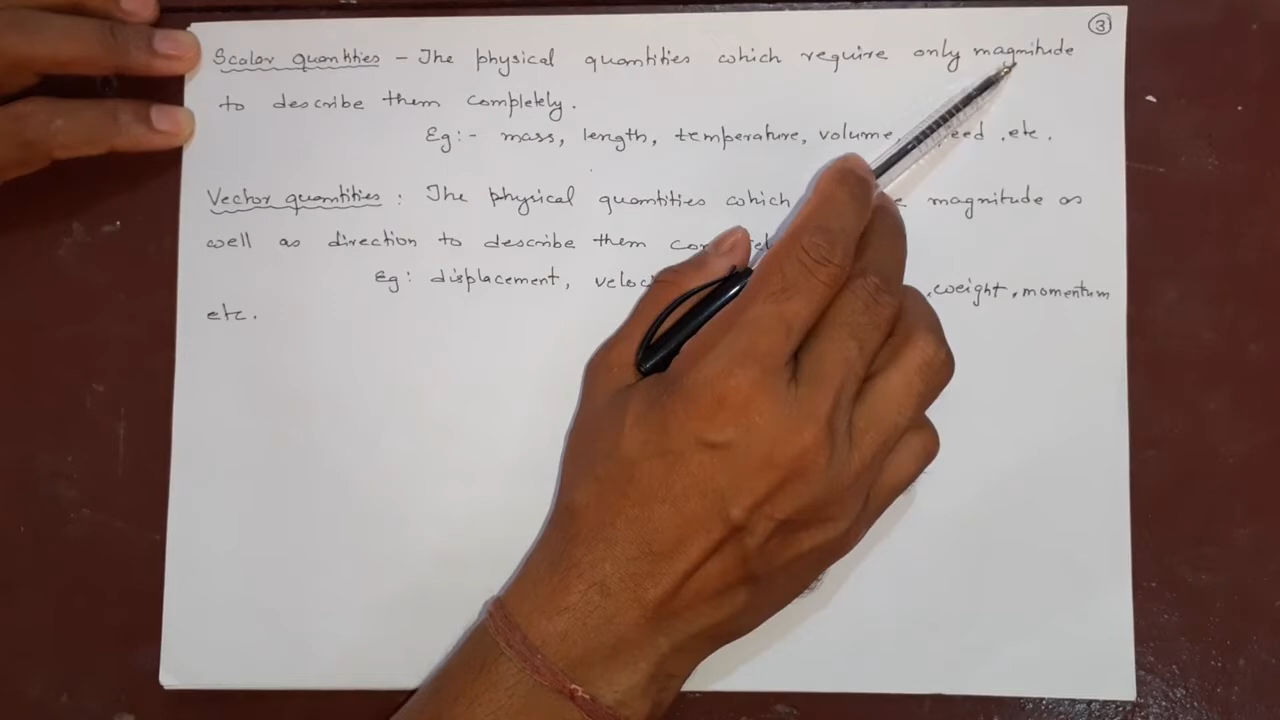 ③
Scalar quantities - The physical quantities which require only magnitude
to describe them completely.
Eg:- mass, length, temperature, volume, etc.
Vector quantities : The physical quantities which magnitude as
well as direction to describe them
Eg: displacement, weight, momentum
etc.